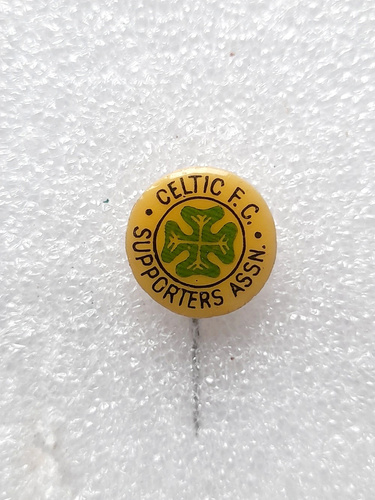 CELTIC F.C.
SUPPORTERS ASSN.